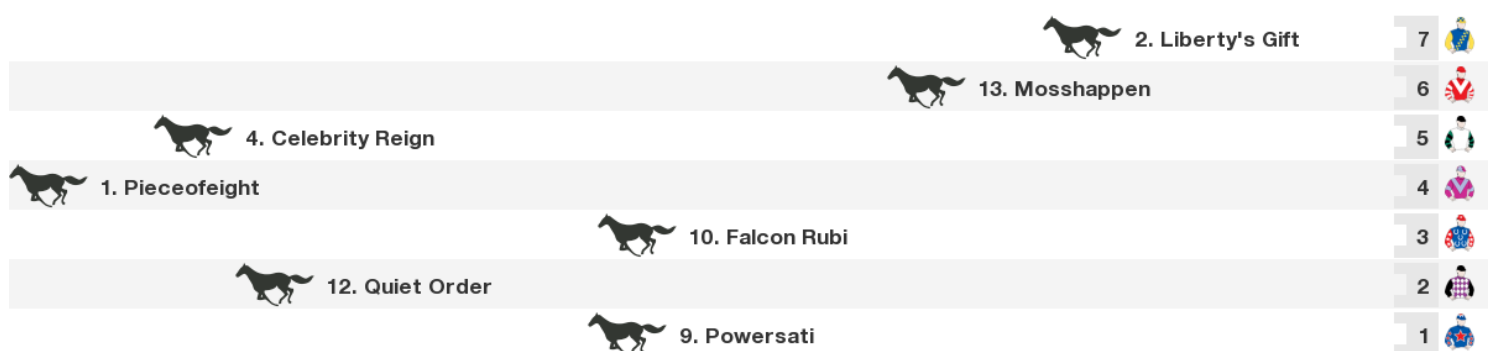 2. Liberty's Gift 7
13. Mosshappen 6
4. Celebrity Reign 5
1. Pieceofeight 4
10. Falcon Rubi 3
12. Quiet Order 2
9. Powersati 1